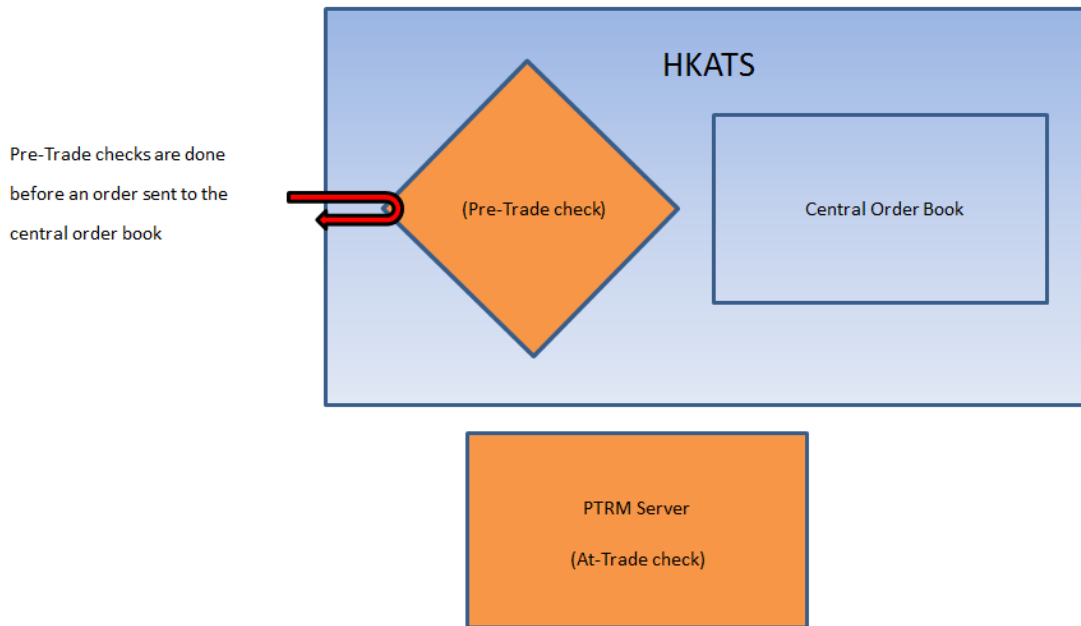 HKATS
Pre-Trade checks are done
before an order sent to the
central order book
(Pre-Trade check)
Central Order Book
PTRM Server
(At-Trade check)